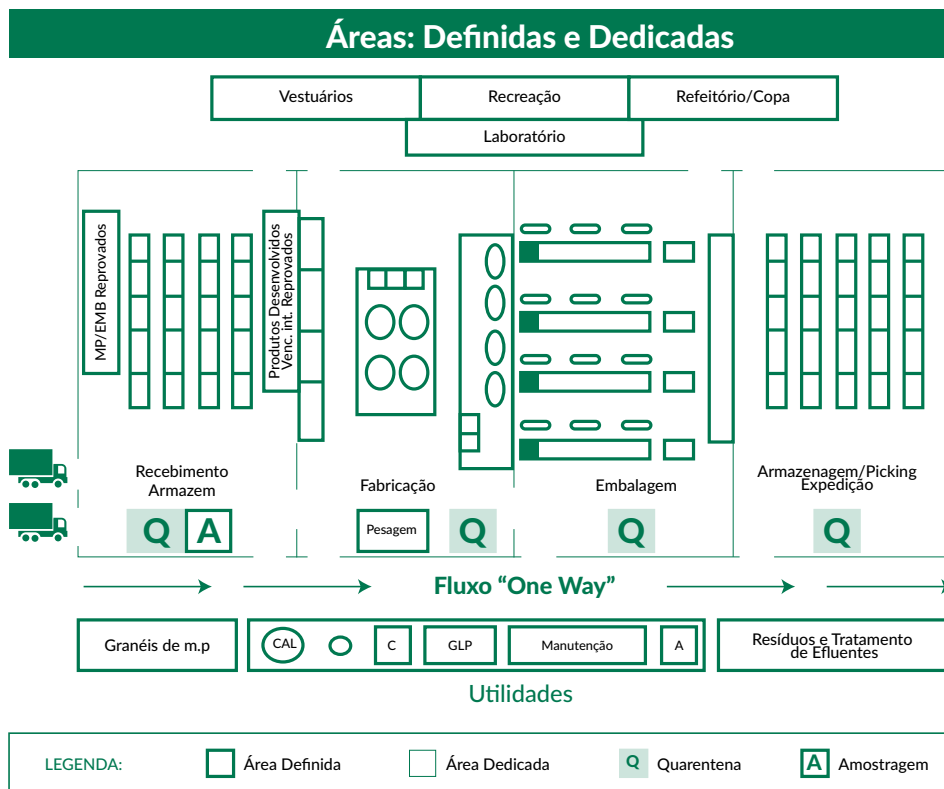 Áreas: Definidas e Dedicadas
Vestuários
Recreação
Refeitório/Copa
Laboratório
MP/EMB Reprovados
Produtos Desenvolvidos
Venc. int. Reprovados
Recebimento
Armazem
Fabricação
Embalagem
Armazenagem/Picking
Expedição
Q
A
Pesagem
Q
Q
Q
Fluxo “One Way”
Granéis de m.p
CAL
C
GLP
Manutenção
A
Resíduos e Tratamento
de Efluentes
Utilidades
LEGENDA:
Área Definida
Área Dedicada
Q
Quarentena
A
Amostragem